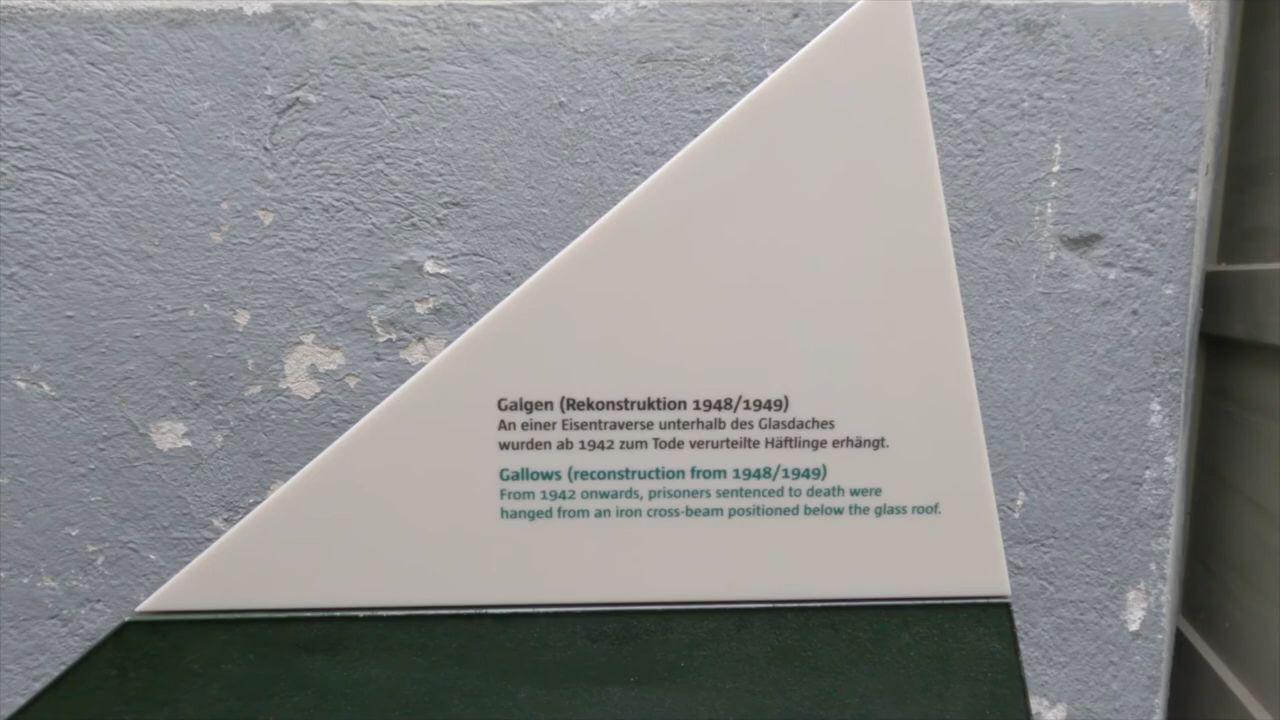 Galgen (Rekonstruktion 1948/1949)
An einer Eisentraverse unterhalb des Glasdaches
wurden ab 1942 zum Tode verurteilte Häftlinge erhängt.
Gallows (reconstruction from 1948/1949)
From 1942 onwards, prisoners sentenced to death were
hanged from an iron cross-beam positioned below the glass roof.